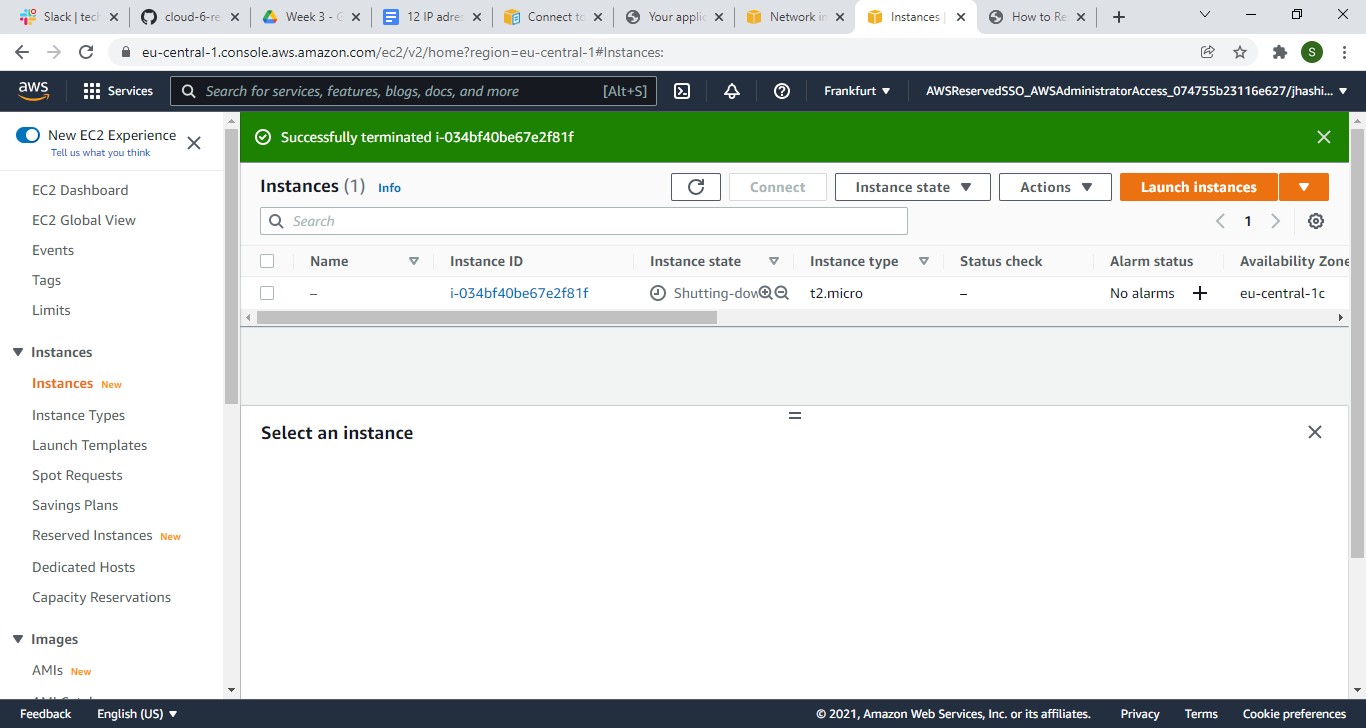 Slack | tech
cloud-6-re
Week 3 - G
12 IP adres
Connect to
Your applic
Network in
Instances |
How to Re
eu-central-1.console.aws.amazon.com/ec2/v2/home?region=eu-central-1#Instances:
S
aws
Services
Search for services, features, blogs, docs, and more
[Alt+S]
Frankfurt
AWSReservedSSO_AWSAdministratorAccess_074755b23116e627/jhashi...
New EC2 Experience
Tell us what you think
EC2 Dashboard
EC2 Global View
Events
Tags
Limits
Instances
Instances New
Instance Types
Launch Templates
Spot Requests
Savings Plans
Reserved Instances New
Dedicated Hosts
Capacity Reservations
Images
AMIs New
Successfully terminated i-034bf40be67e2f81f
Instances (1) Info
Connect
Instance state
Actions
Launch instances
Search
1
Name Instance ID Instance state Instance type Status check Alarm status Availability Zone
– i-034bf40be67e2f81f Shutting-dow t2.micro – No alarms + eu-central-1c
Select an instance
Feedback English (US) © 2021, Amazon Web Services, Inc. or its affiliates. Privacy Terms Cookie preferences